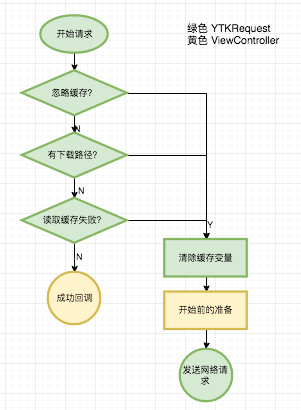 开始请求
绿色 YTKRequest
黄色 ViewController
忽略缓存?
N
有下载路径?
N
读取缓存失败?
Y
N
清除缓存变量
成功回调
开始前的准备
发送网络请
求